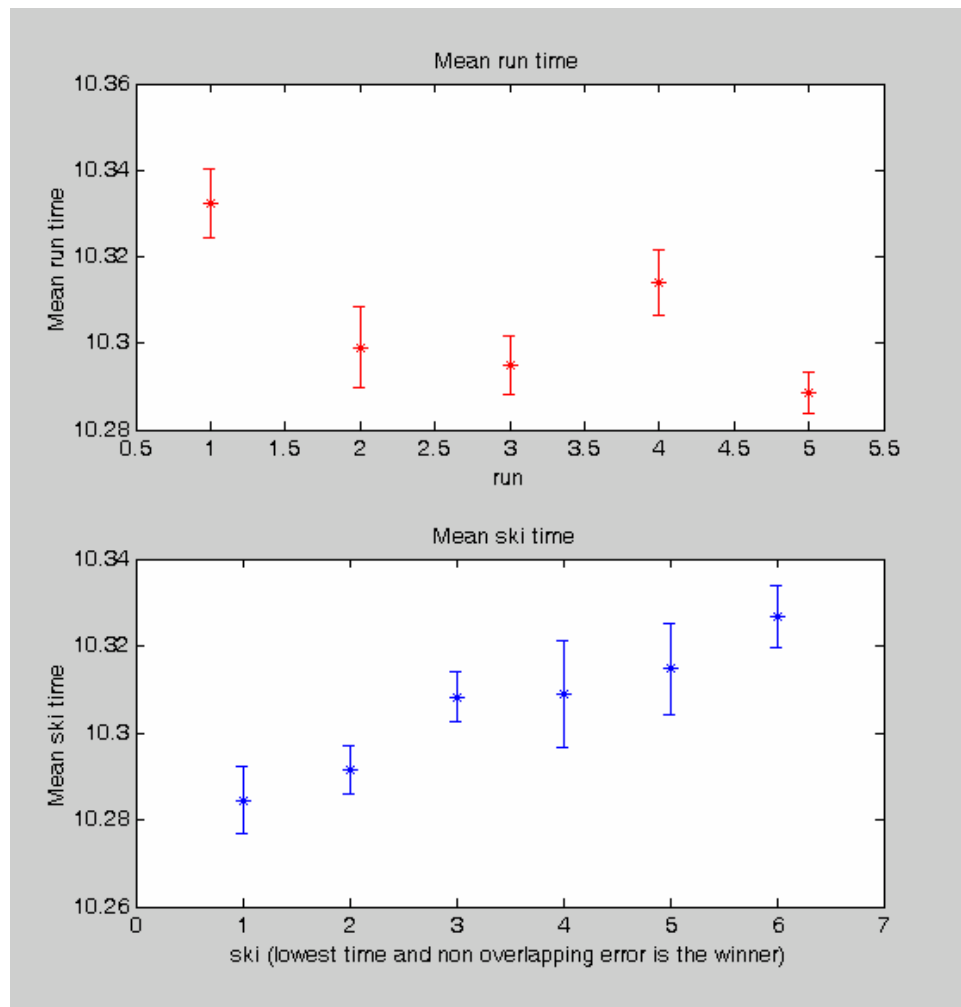 Mean run time
10.36
10.34
10.32
10.3
10.28
Mean run time
0.5 1 1.5 2 2.5 3 3.5 4 4.5 5 5.5
run
Mean ski time
10.34
10.32
10.3
10.28
10.26
Mean ski time
0 1 2 3 4 5 6 7
ski (lowest time and non overlapping error is the winner)